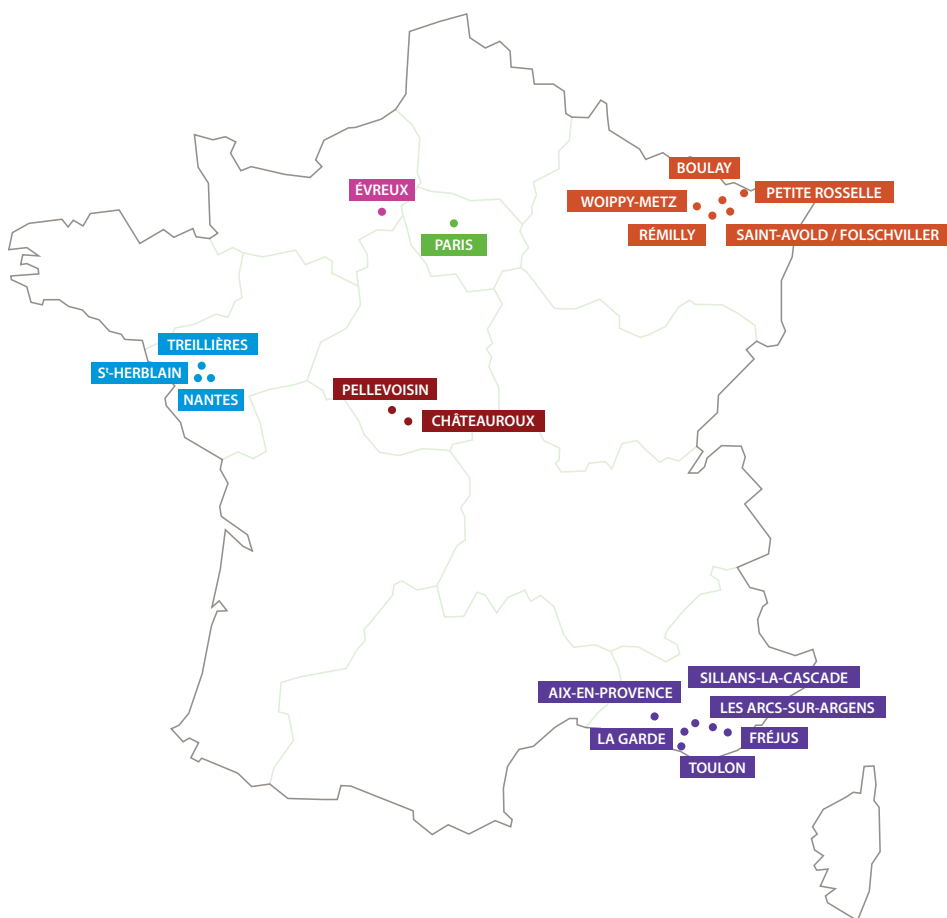 BOULAY
ÉVREUX
PETITE ROSSELLE
WOIPPY-METZ
RÉMILLY
SAINT-AVOLD / FOLSCHVILLER
PARIS
TREILLIÈRES
Sᵗ-HERBLAIN
NANTES
PELLEVOISIN
CHÂTEAUROUX
SILLANS-LA-CASCADE
AIX-EN-PROVENCE
LES ARCS-SUR-ARGENS
LA GARDE
FRÉJUS
TOULON